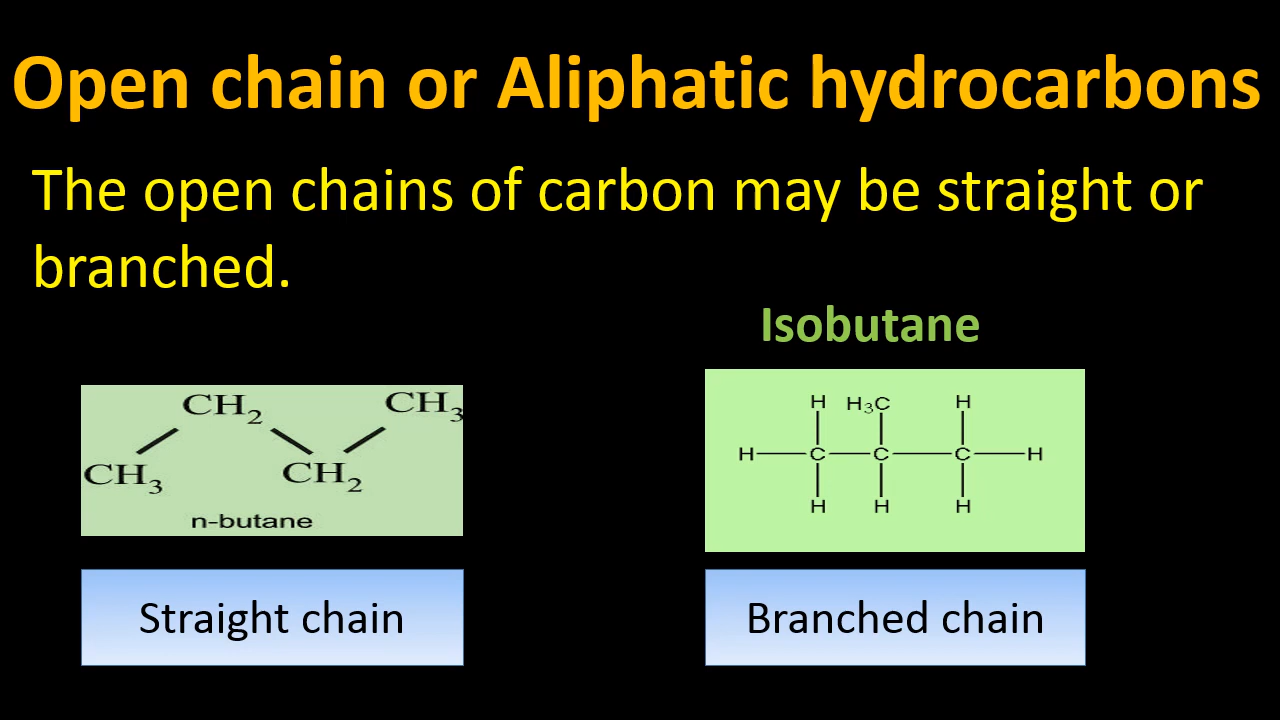 Open chain or Aliphatic hydrocarbons
The open chains of carbon may be straight or
branched.
Isobutane
CH₂ CH₃
CH₃ CH₂
n-butane
H H₃C H
H C C C H
H H H
Straight chain
Branched chain